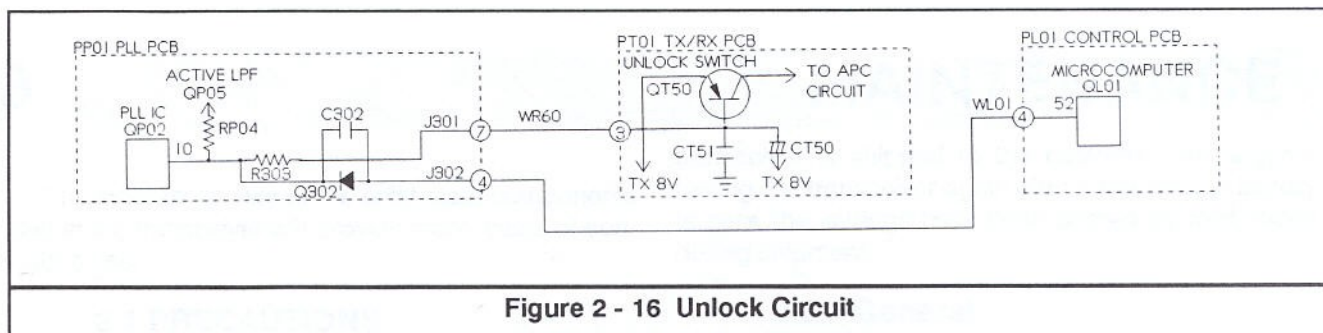 PP01 PLL PCB
ACTIVE LPF
QP05
PLL IC
QP02
RP04
10
C302
R303
Q302
J301
7
J302
4
WR60
PT01 TX/RX PCB
UNLOCK SWITCH
QT50
TO APC
CIRCUIT
3
CT51
CT50
TX 8V
TX 8V
PL01 CONTROL PCB
MICROCOMPUTER
QL01
WL01
4
52
Figure 2 - 16 Unlock Circuit